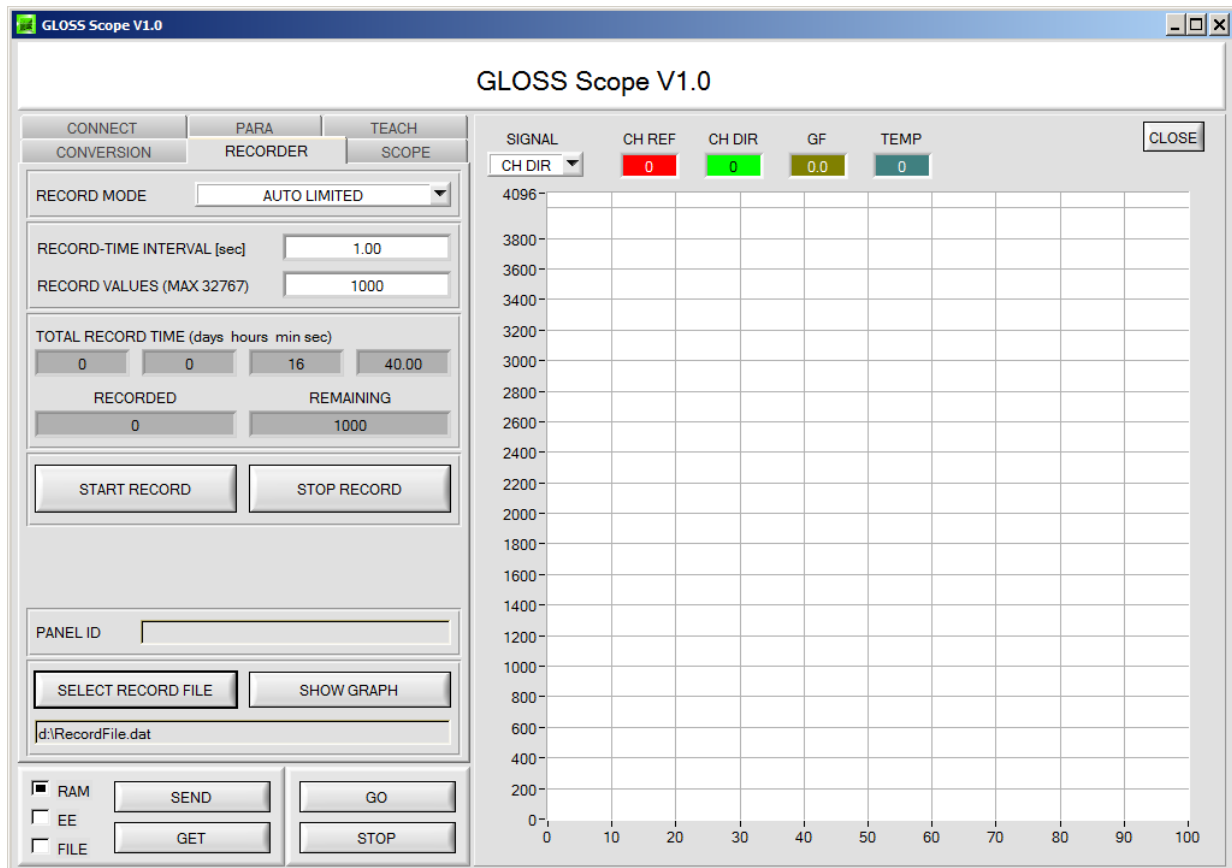 GLOSS Scope V1.0
GLOSS Scope V1.0
CONNECT PARA TEACH
CONVERSION RECORDER SCOPE
RECORD MODE AUTO LIMITED
RECORD-TIME INTERVAL [sec] 1.00
RECORD VALUES (MAX 32767) 1000
TOTAL RECORD TIME (days hours min sec)
0 0 16 40.00
RECORDED REMAINING
0 1000
START RECORD STOP RECORD
PANEL ID
SELECT RECORD FILE SHOW GRAPH
d:\RecordFile.dat
RAM SEND GO
EE
FILE GET STOP
SIGNAL CH REF CH DIR GF TEMP CLOSE
CH DIR 0 0 0.0 0
4096
3800
3600
3400
3200
3000
2800
2600
2400
2200
2000
1800
1600
1400
1200
1000
800
600
400
200
0
0 10 20 30 40 50 60 70 80 90 100